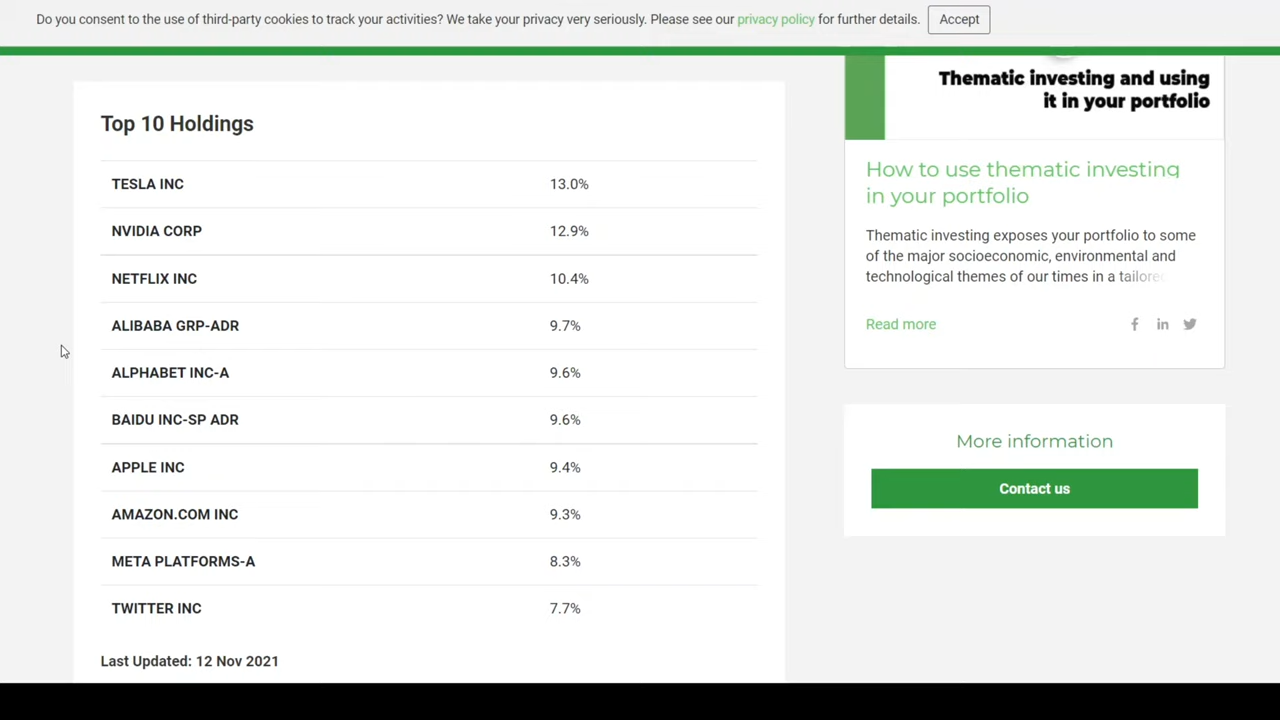 Do you consent to the use of third-party cookies to track your activities? We take your privacy very seriously. Please see our privacy policy for further details. Accept
Top 10 Holdings
TESLA INC 13.0%
NVIDIA CORP 12.9%
NETFLIX INC 10.4%
ALIBABA GRP-ADR 9.7%
ALPHABET INC-A 9.6%
BAIDU INC-SP ADR 9.6%
APPLE INC 9.4%
AMAZON.COM INC 9.3%
META PLATFORMS-A 8.3%
TWITTER INC 7.7%
Last Updated: 12 Nov 2021
Thematic investing and using
it in your portfolio
How to use thematic investing
in your portfolio
Thematic investing exposes your portfolio to some
of the major socioeconomic, environmental and
technological themes of our times in a tailored
Read more
More information
Contact us